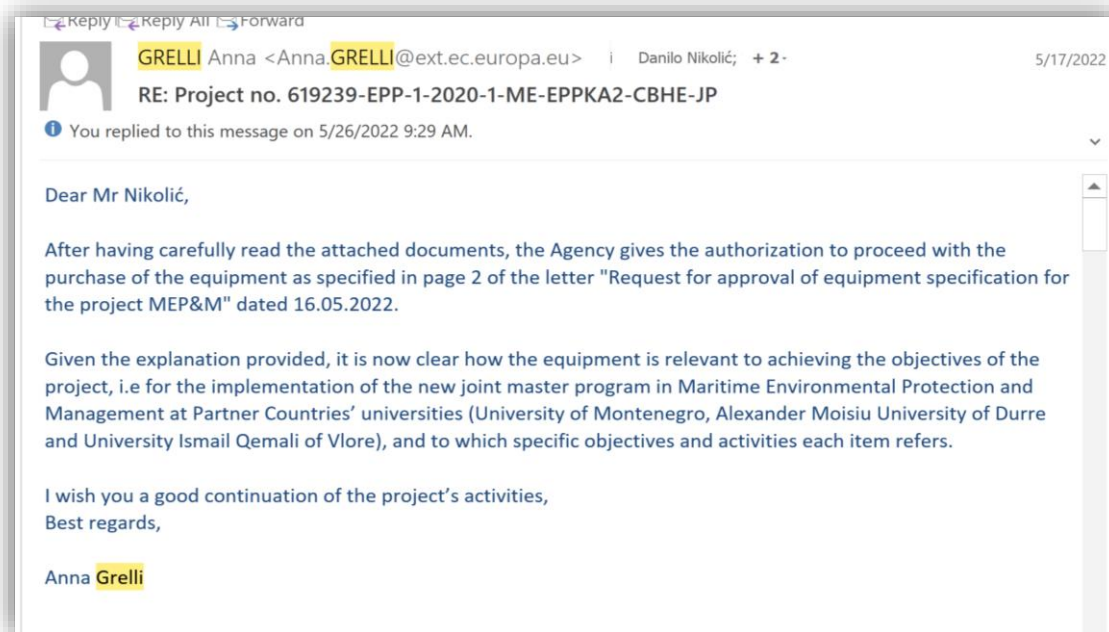 Reply Reply All Forward
GRELLI Anna <Anna.GRELLI@ext.ec.europa.eu> i Danilo Nikolić; + 2 -
5/17/2022
RE: Project no. 619239-EPP-1-2020-1-ME-EPPKA2-CBHE-JP
You replied to this message on 5/26/2022 9:29 AM.
Dear Mr Nikolić,
After having carefully read the attached documents, the Agency gives the authorization to proceed with the
purchase of the equipment as specified in page 2 of the letter "Request for approval of equipment specification for
the project MEP&M" dated 16.05.2022.
Given the explanation provided, it is now clear how the equipment is relevant to achieving the objectives of the
project, i.e for the implementation of the new joint master program in Maritime Environmental Protection and
Management at Partner Countries' universities (University of Montenegro, Alexander Moisiu University of Durre
and University Ismail Qemali of Vlore), and to which specific objectives and activities each item refers.
I wish you a good continuation of the project's activities,
Best regards,
Anna Grelli